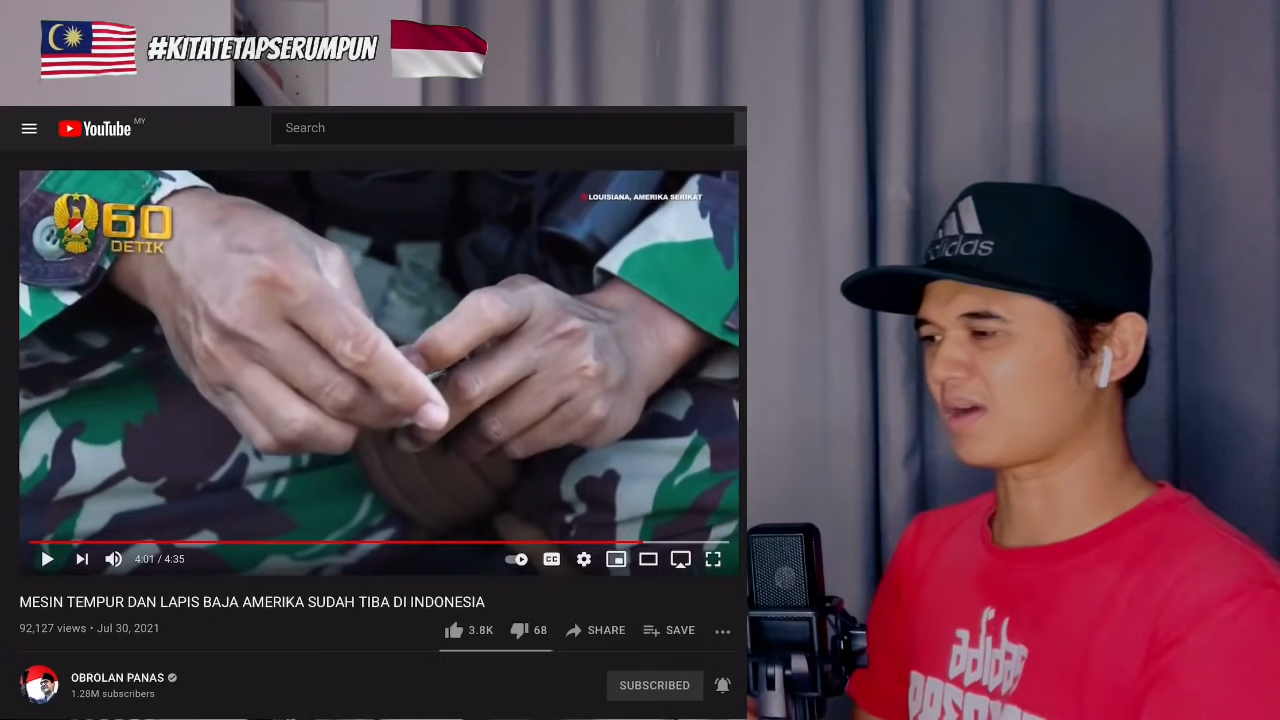 #KITATETAPSERUMPUN
YouTube MY
Search
60
DETIK
LOUISIANA, AMERIKA SERIKAT
4:01 / 4:35
CC
MESIN TEMPUR DAN LAPIS BAJA AMERIKA SUDAH TIBA DI INDONESIA
92,127 views • Jul 30, 2021
3.8K
68
SHARE
SAVE
OBROLAN PANAS
1.28M subscribers
SUBSCRIBED
adidas
adidas